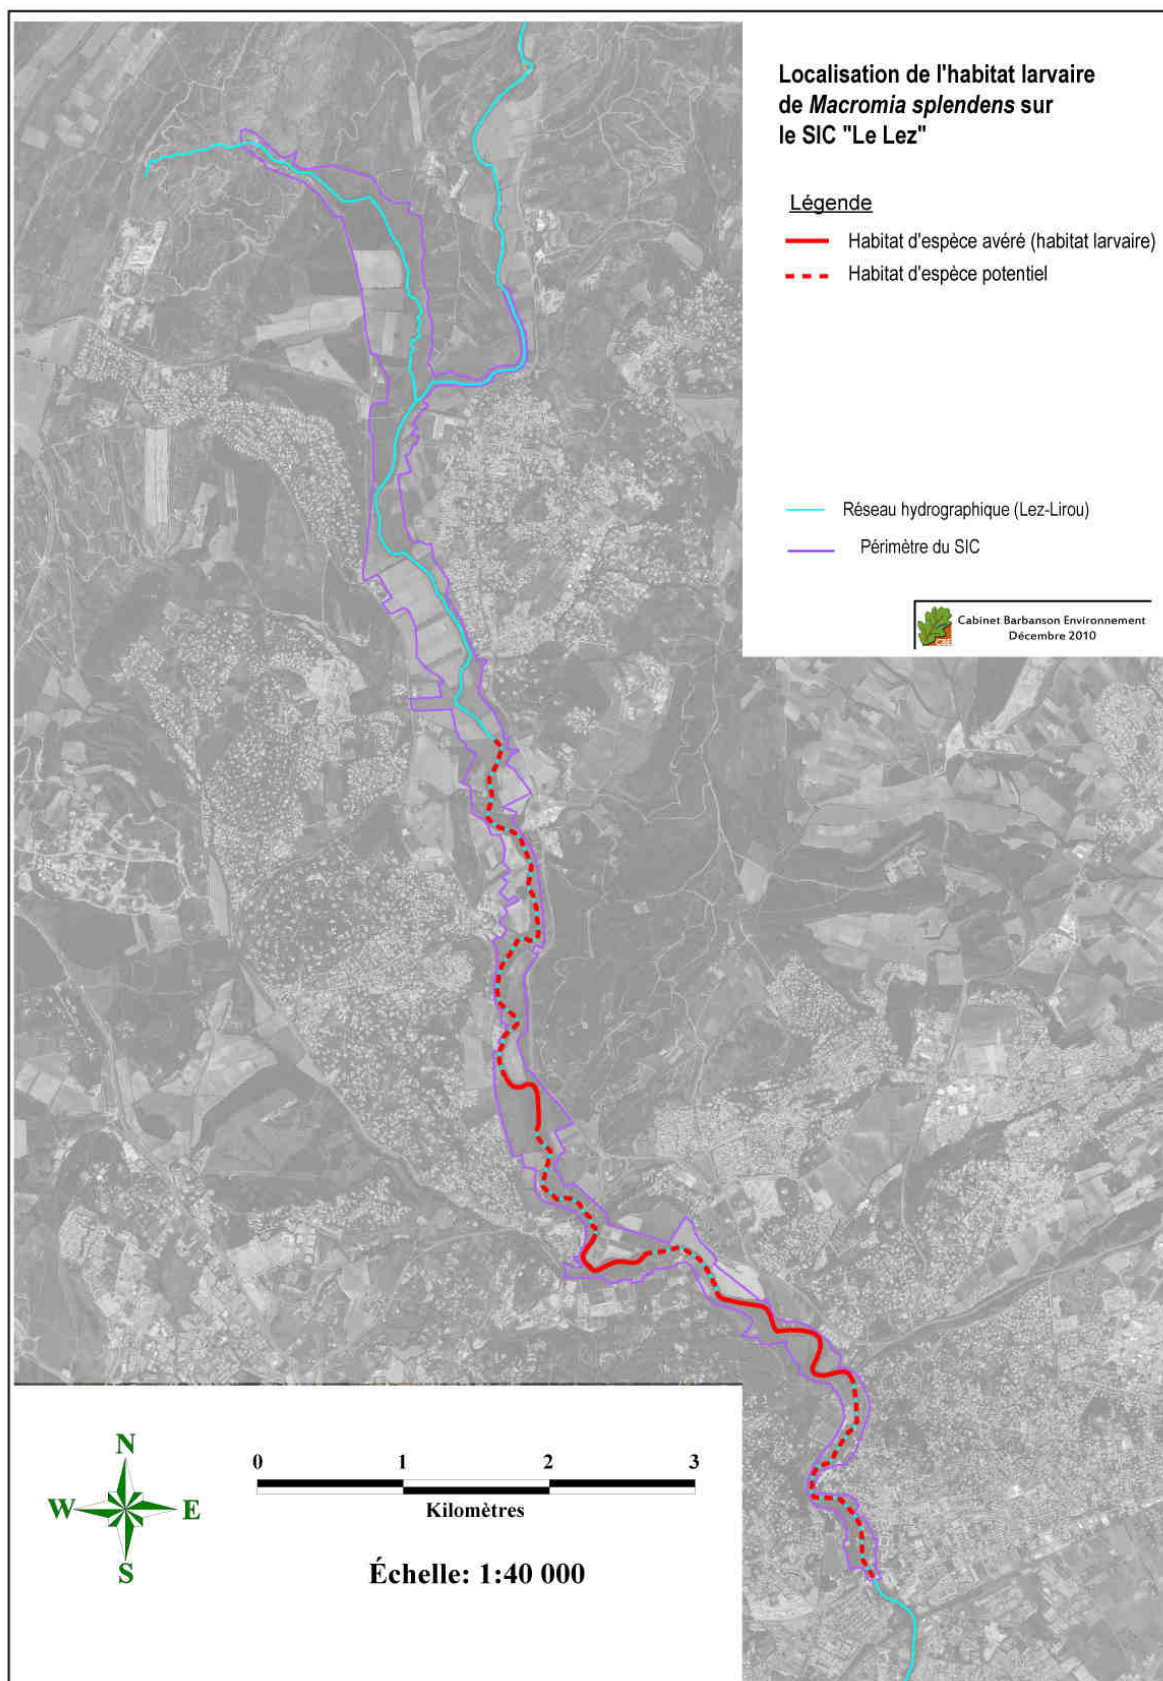 Localisation de l'habitat larvaire
de Macromia splendens sur
le SIC "Le Lez"
Légende
Habitat d'espèce avéré (habitat larvaire)
Habitat d'espèce potentiel
Réseau hydrographique (Lez-Lirou)
Périmètre du SIC
CBE
Cabinet Barbanson Environnement
Décembre 2010
N
W E
S
0 1 2 3
Kilomètres
Échelle: 1:40 000